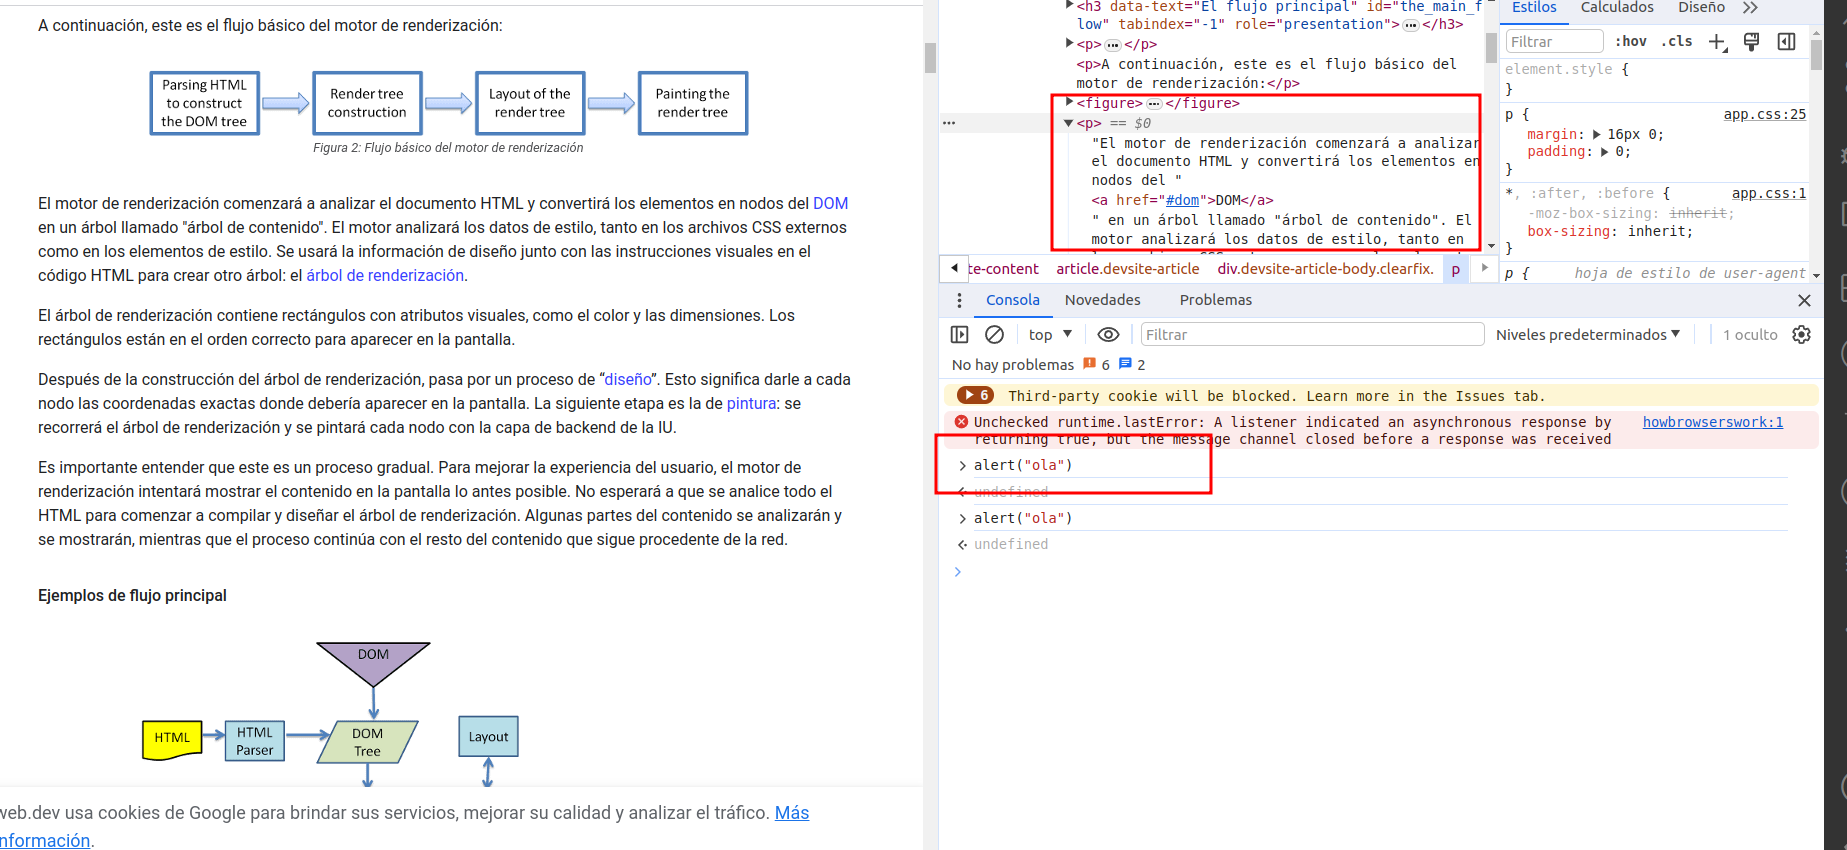 A continuación, este es el flujo básico del motor de renderización:
Parsing HTML
to construct
the DOM tree
Render tree
construction
Layout of the
render tree
Painting the
render tree
Figura 2: Flujo básico del motor de renderización
El motor de renderización comenzará a analizar el documento HTML y convertirá los elementos en nodos del DOM
en un árbol llamado "árbol de contenido". El motor analizará los datos de estilo, tanto en los archivos CSS externos
como en los elementos de estilo. Se usará la información de diseño junto con las instrucciones visuales en el
código HTML para crear otro árbol: el árbol de renderización.
El árbol de renderización contiene rectángulos con atributos visuales, como el color y las dimensiones. Los
rectángulos están en el orden correcto para aparecer en la pantalla.
Después de la construcción del árbol de renderización, pasa por un proceso de “diseño”. Esto significa darle a cada
nodo las coordenadas exactas donde debería aparecer en la pantalla. La siguiente etapa es la de pintura: se
recorrerá el árbol de renderización y se pintará cada nodo con la capa de backend de la IU.
Es importante entender que este es un proceso gradual. Para mejorar la experiencia del usuario, el motor de
renderización intentará mostrar el contenido en la pantalla lo antes posible. No esperará a que se analice todo el
HTML para comenzar a compilar y diseñar el árbol de renderización. Algunas partes del contenido se analizarán y
se mostrarán, mientras que el proceso continúa con el resto del contenido que sigue procedente de la red.
Ejemplos de flujo principal
DOM
HTML
HTML
Parser
DOM
Tree
Layout
web.dev usa cookies de Google para brindar sus servicios, mejorar su calidad y analizar el tráfico. Más
nformación.
<h3 data-text="El flujo principal" id="the_main_f
low" tabindex="-1" role="presentation">…</h3>
<p>…</p>
<p>A continuación, este es el flujo básico del
motor de renderización:</p>
<figure>…</figure>
<p> == $0
"El motor de renderización comenzará a analizar
el documento HTML y convertirá los elementos en
nodos del "
<a href="#dom">DOM</a>
" en un árbol llamado "árbol de contenido". El
motor analizará los datos de estilo, tanto en
te-content article.devsite-article div.devsite-article-body.clearfix. p
Estilos Calculados Diseño
Filtrar :hov .cls
element.style {
}
p { app.css:25
margin: 16px 0;
padding: 0;
}
*, :after, :before { app.css:1
-moz-box-sizing: inherit;
box-sizing: inherit;
}
p { hoja de estilo de user-agent
Consola Novedades Problemas
top Filtrar Niveles predeterminados 1 oculto
No hay problemas 6 2
6 Third-party cookie will be blocked. Learn more in the Issues tab.
Unchecked runtime.lastError: A listener indicated an asynchronous response by howbrowserswork:1
returning true, but the message channel closed before a response was received
> alert("ola")
undefined
> alert("ola")
undefined
>